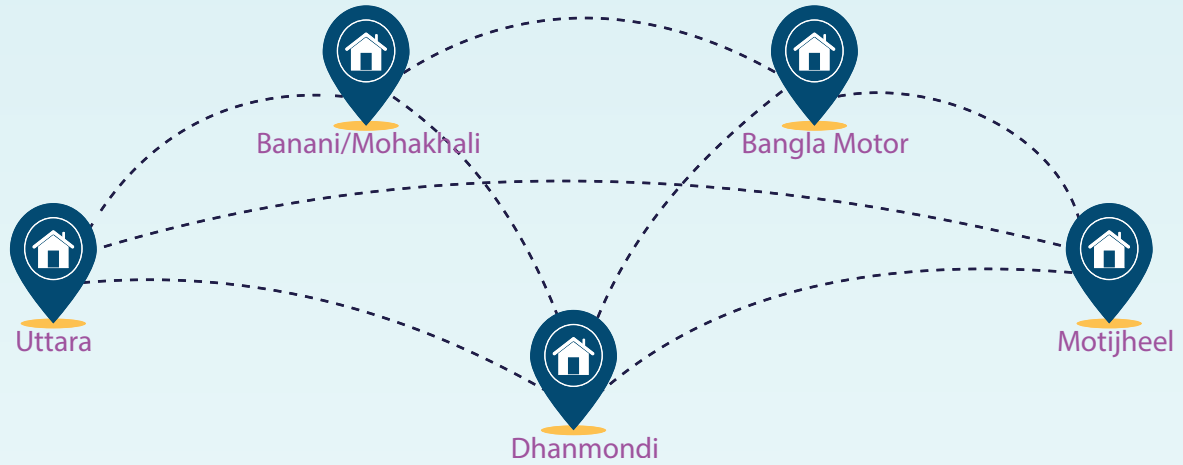 Banani/Mohakhali
Bangla Motor
Uttara
Motijheel
Dhanmondi